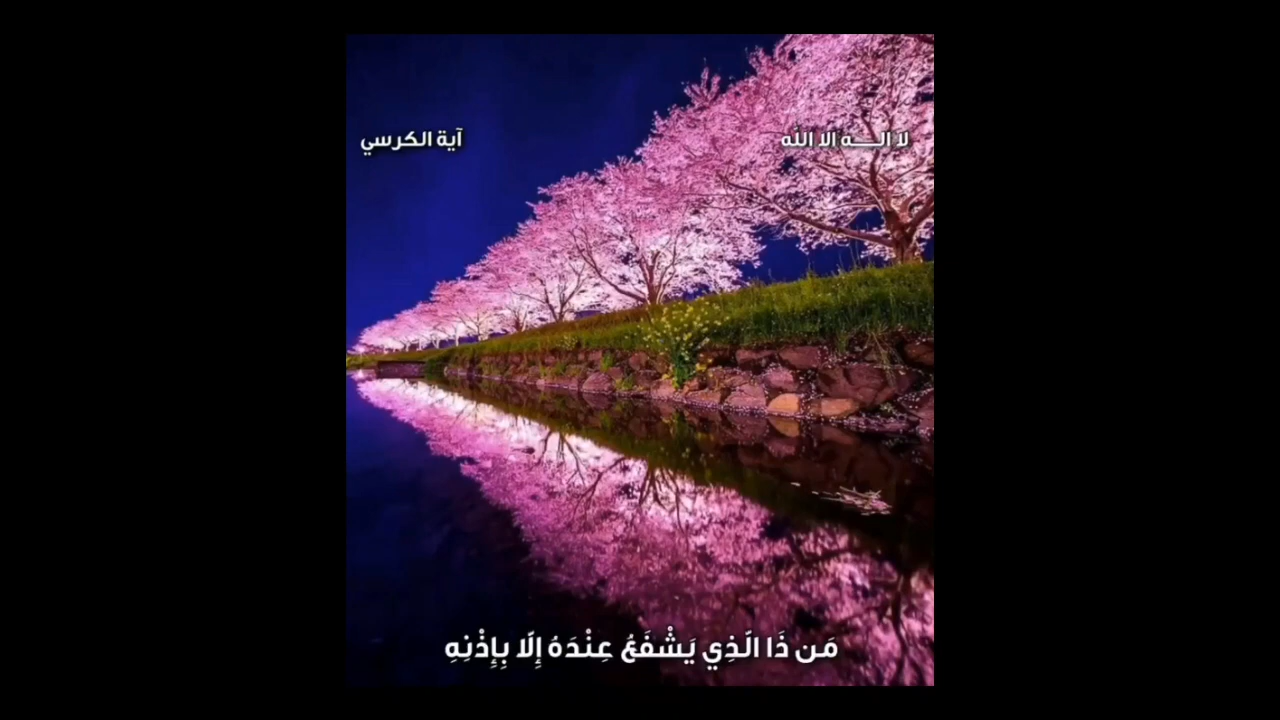 لا الـــه الا الله
آية الكرسي
مَن ذَا الَّذِي يَشْفَعُ عِنْدَهُ إِلَّا بِإِذْنِهِ